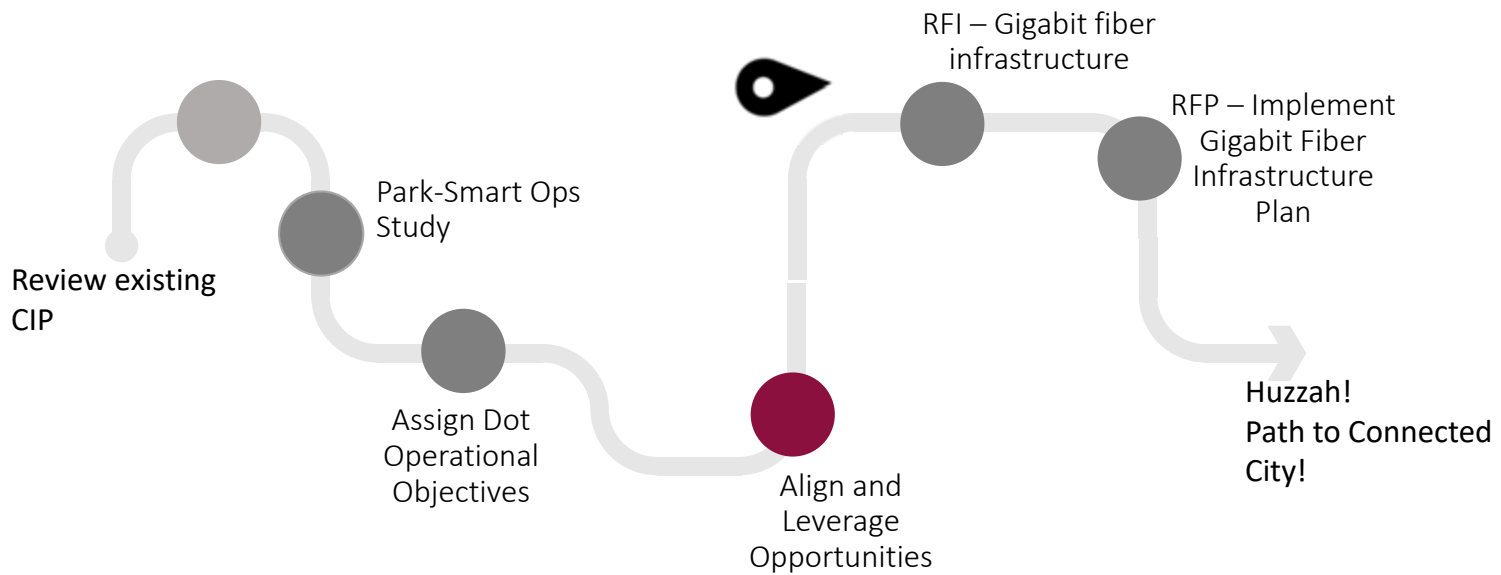 Review existing
CIP
Park-Smart Ops
Study
Assign Dot
Operational
Objectives
Align and
Leverage
Opportunities
RFI – Gigabit fiber
infrastructure
RFP – Implement
Gigabit Fiber
Infrastructure
Plan
Huzzah!
Path to Connected
City!